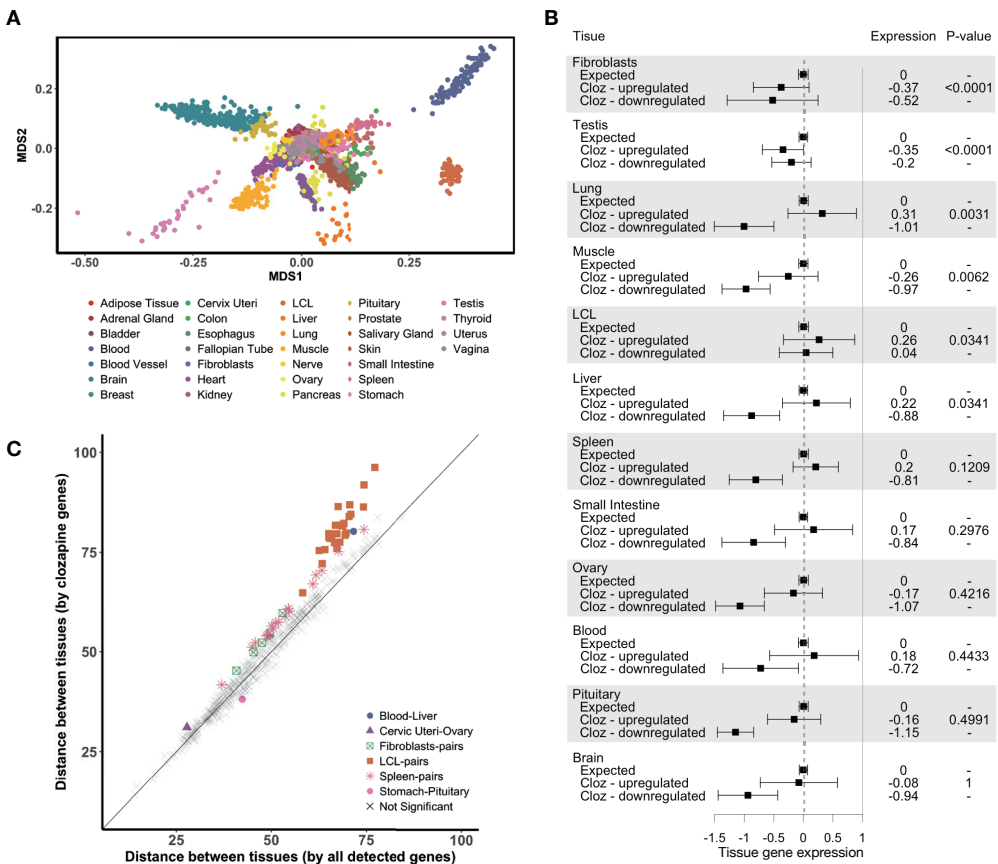 A
MDS2
0.2
0.0
-0.2
-0.50
-0.25
0.00
0.25
MDS1
Adipose Tissue
Adrenal Gland
Bladder
Blood
Blood Vessel
Brain
Breast
Cervix Uteri
Colon
Esophagus
Fallopian Tube
Fibroblasts
Heart
Kidney
LCL
Liver
Lung
Muscle
Nerve
Ovary
Pancreas
Pituitary
Prostate
Salivary Gland
Skin
Small Intestine
Spleen
Stomach
Testis
Thyroid
Uterus
Vagina
B
Tisue Expression P-value
Fibroblasts
Expected 0 -
Cloz - upregulated -0.37 <0.0001
Cloz - downregulated -0.52 -
Testis
Expected 0 -
Cloz - upregulated -0.35 <0.0001
Cloz - downregulated -0.2 -
Lung
Expected 0 -
Cloz - upregulated 0.31 0.0031
Cloz - downregulated -1.01 -
Muscle
Expected 0 -
Cloz - upregulated -0.26 0.0062
Cloz - downregulated -0.97 -
LCL
Expected 0 -
Cloz - upregulated 0.26 0.0341
Cloz - downregulated 0.04 -
Liver
Expected 0 -
Cloz - upregulated 0.22 0.0341
Cloz - downregulated -0.88 -
Spleen
Expected 0 -
Cloz - upregulated 0.2 0.1209
Cloz - downregulated -0.81 -
Small Intestine
Expected 0 -
Cloz - upregulated 0.17 0.2976
Cloz - downregulated -0.84 -
Ovary
Expected 0 -
Cloz - upregulated -0.17 0.4216
Cloz - downregulated -1.07 -
Blood
Expected 0 -
Cloz - upregulated 0.18 0.4433
Cloz - downregulated -0.72 -
Pituitary
Expected 0 -
Cloz - upregulated -0.16 0.4991
Cloz - downregulated -1.15 -
Brain
Expected 0 -
Cloz - upregulated -0.08 1
Cloz - downregulated -0.94 -
-1.5 -1 -0.5 0 0.5 1
Tissue gene expression
C
Distance between tissues (by clozapine genes)
100
75
50
25
Blood-Liver
Cervic Uteri-Ovary
Fibroblasts-pairs
LCL-pairs
Spleen-pairs
Stomach-Pituitary
Not Significant
25 50 75 100
Distance between tissues (by all detected genes)